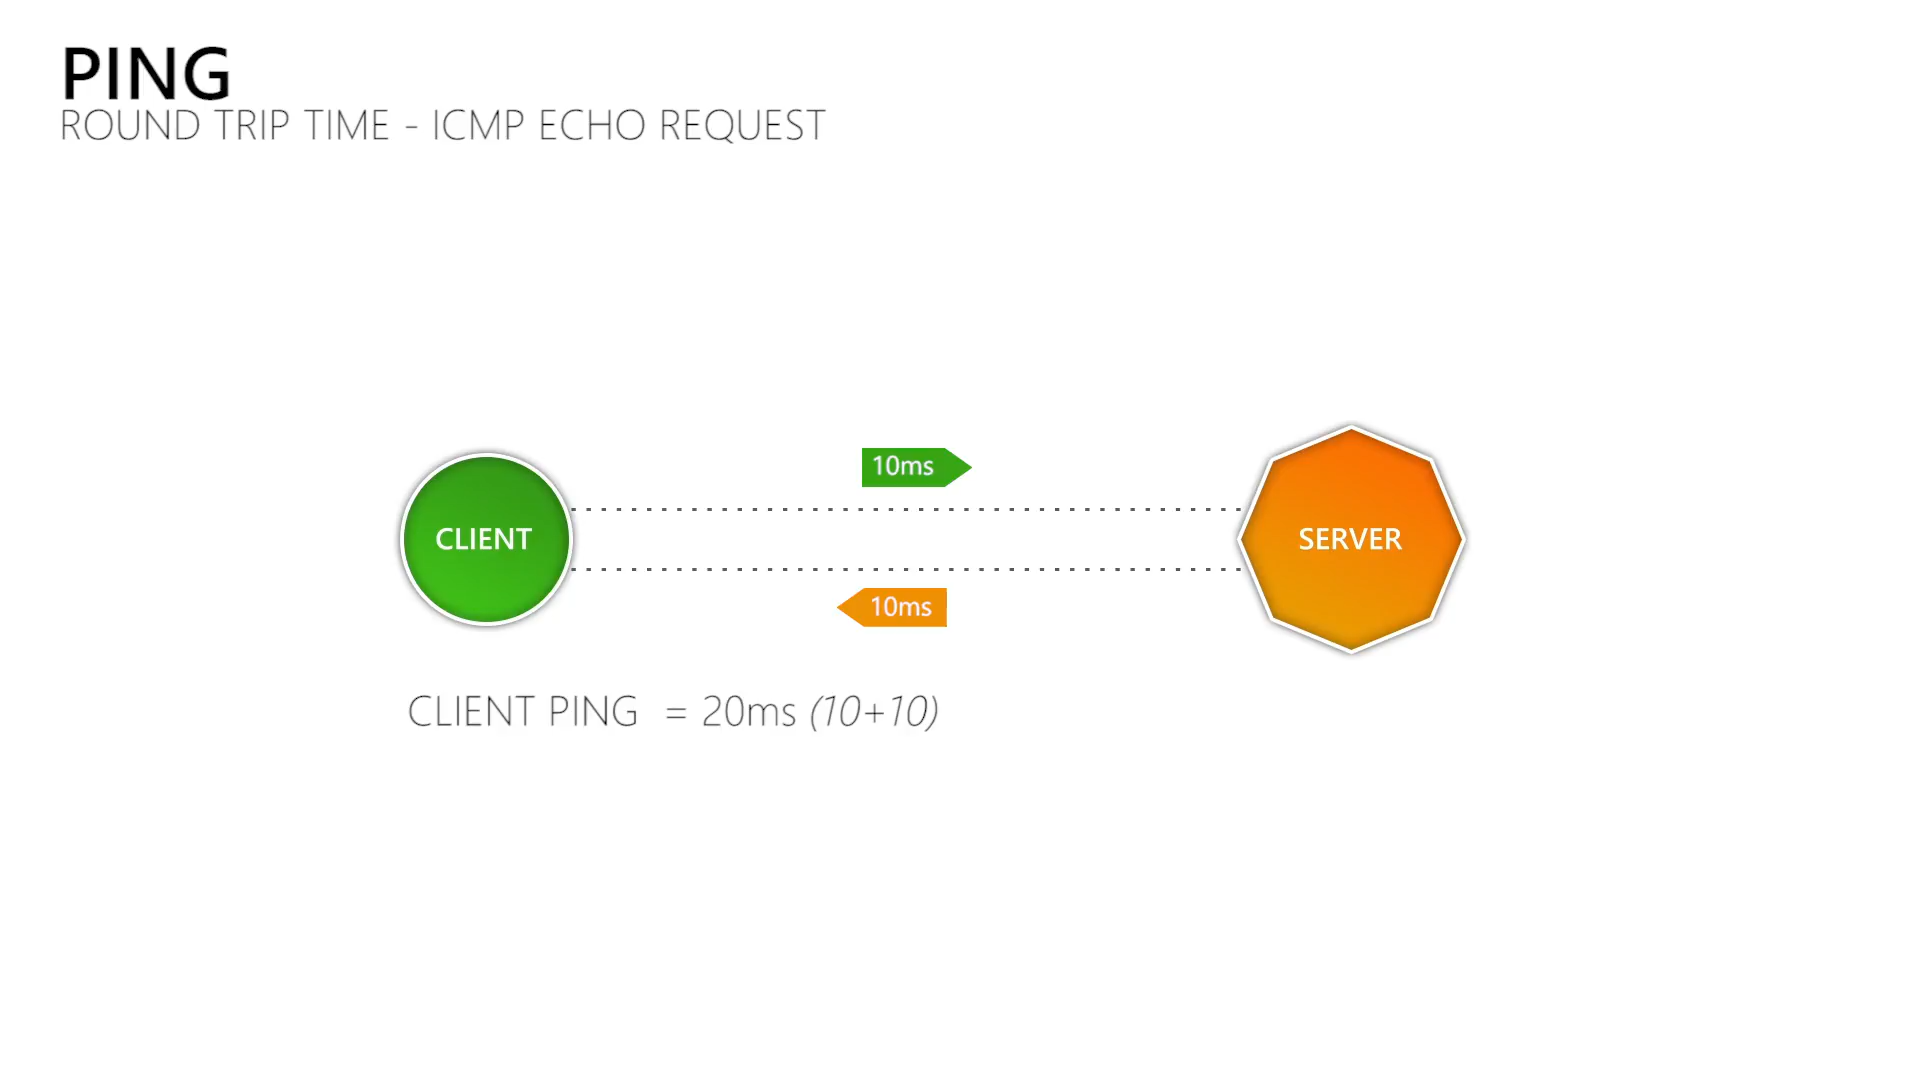 PING
ROUND TRIP TIME - ICMP ECHO REQUEST
10ms
CLIENT
SERVER
10ms
CLIENT PING = 20ms (10+10)